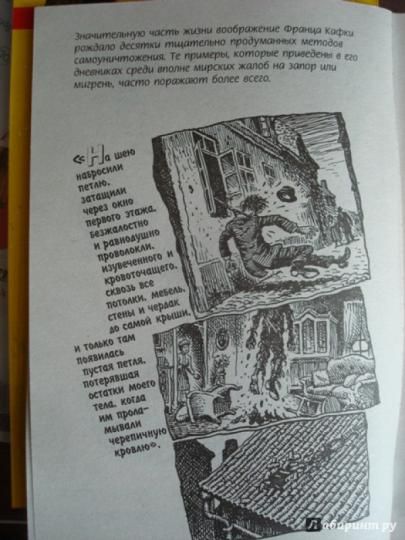 Значительную часть жизни воображение Франца Кафки
рождало десятки тщательно продуманных методов
самоуничтожения. Те примеры, которые приведены в его
дневниках среди вполне мирских жалоб на запор или
мигрень, часто поражают более всего.
«На шею
набросили
петлю,
затащили
через окно
первого этажа,
безжалостно
и равнодушно
проволокли,
изувеченного и
кровоточащего,
сквозь все
потолки, мебель,
стены и чердак
до самой крыши,
и только там
появилась
пустая петля,
потерявшая
остатки моего
тела, когда
им прола-
мывали
черепичную
кровлю».
Лабиринт.ру